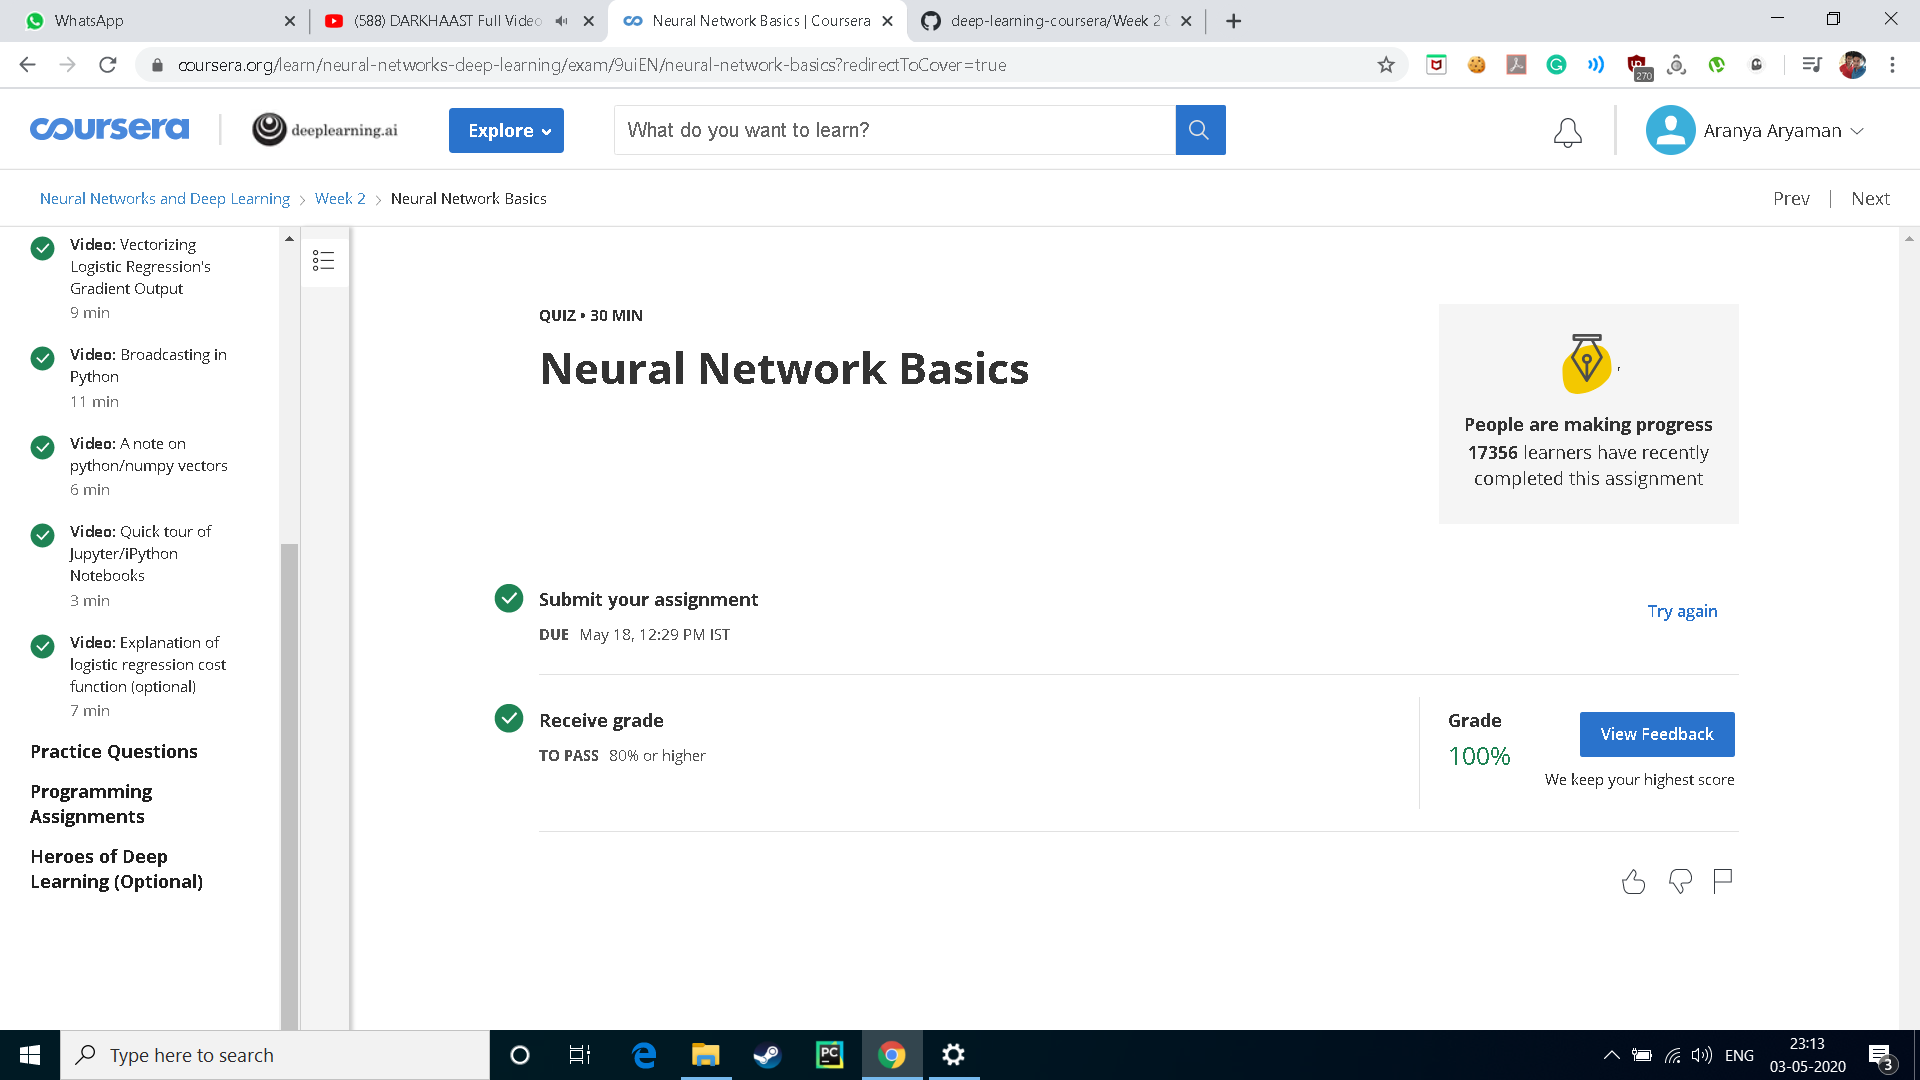 WhatsApp
(588) DARKHAAST Full Video
Neural Network Basics | Coursera
deep-learning-coursera/Week 2
coursera.org/learn/neural-networks-deep-learning/exam/9uiEN/neural-network-basics?redirectToCover=true
270
coursera
deeplearning.ai
Explore
What do you want to learn?
Aranya Aryaman
Neural Networks and Deep Learning
Week 2
Neural Network Basics
Prev
Next
Video: Vectorizing
Logistic Regression's
Gradient Output
9 min
Video: Broadcasting in
Python
11 min
Video: A note on
python/numpy vectors
6 min
Video: Quick tour of
Jupyter/iPython
Notebooks
3 min
Video: Explanation of
logistic regression cost
function (optional)
7 min
Practice Questions
Programming
Assignments
Heroes of Deep
Learning (Optional)
QUIZ • 30 MIN
Neural Network Basics
People are making progress
17356 learners have recently
completed this assignment
Submit your assignment
DUE May 18, 12:29 PM IST
Try again
Receive grade
TO PASS 80% or higher
Grade
100%
View Feedback
We keep your highest score
Type here to search
PC
ENG
23:13
03-05-2020
3